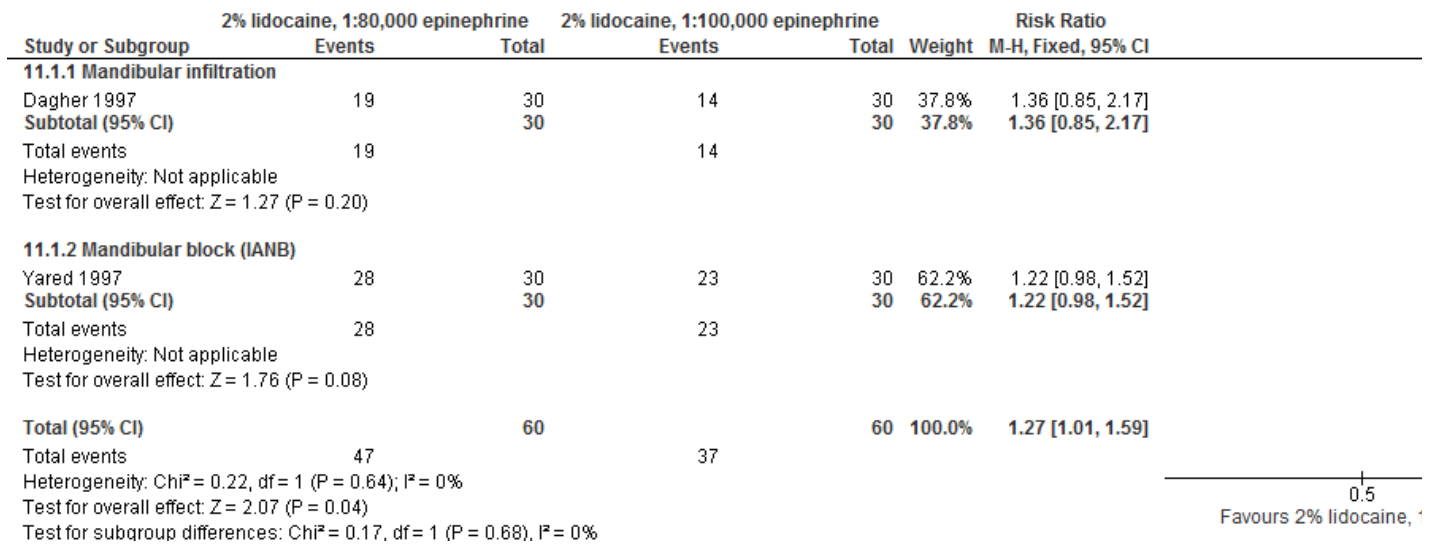 2% lidocaine, 1:80,000 epinephrine 2% lidocaine, 1:100,000 epinephrine Risk Ratio
Study or Subgroup Events Total Events Total Weight M-H, Fixed, 95% CI
11.1.1 Mandibular infiltration
Dagher 1997 19 30 14 30 37.8% 1.36 [0.85, 2.17]
Subtotal (95% CI) 30 30 37.8% 1.36 [0.85, 2.17]
Total events 19 14
Heterogeneity: Not applicable
Test for overall effect: Z = 1.27 (P = 0.20)
11.1.2 Mandibular block (IANB)
Yared 1997 28 30 23 30 62.2% 1.22 [0.98, 1.52]
Subtotal (95% CI) 30 30 62.2% 1.22 [0.98, 1.52]
Total events 28 23
Heterogeneity: Not applicable
Test for overall effect: Z = 1.76 (P = 0.08)
Total (95% CI) 60 60 100.0% 1.27 [1.01, 1.59]
Total events 47 37
Heterogeneity: Chi² = 0.22, df = 1 (P = 0.64); I² = 0%
0.5
Test for overall effect: Z = 2.07 (P = 0.04)
Favours 2% lidocaine,
Test for subgroup differences: Chi² = 0.17, df = 1 (P = 0.68), I² = 0%